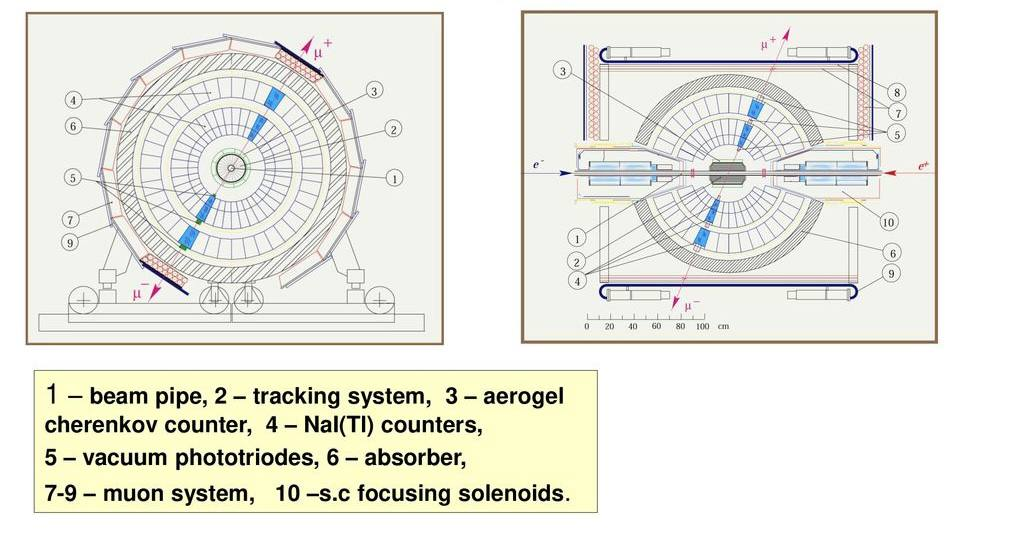 μ+
4
3
6
2
5
1
7
9
μ-
μ+
3
8
7
5
e-
e+
10
1
2
6
4
9
μ-
0 20 40 60 80 100 cm
1 – beam pipe, 2 – tracking system, 3 – aerogel
cherenkov counter, 4 – NaI(Tl) counters,
5 – vacuum phototriodes, 6 – absorber,
7-9 – muon system, 10 –s.c focusing solenoids.